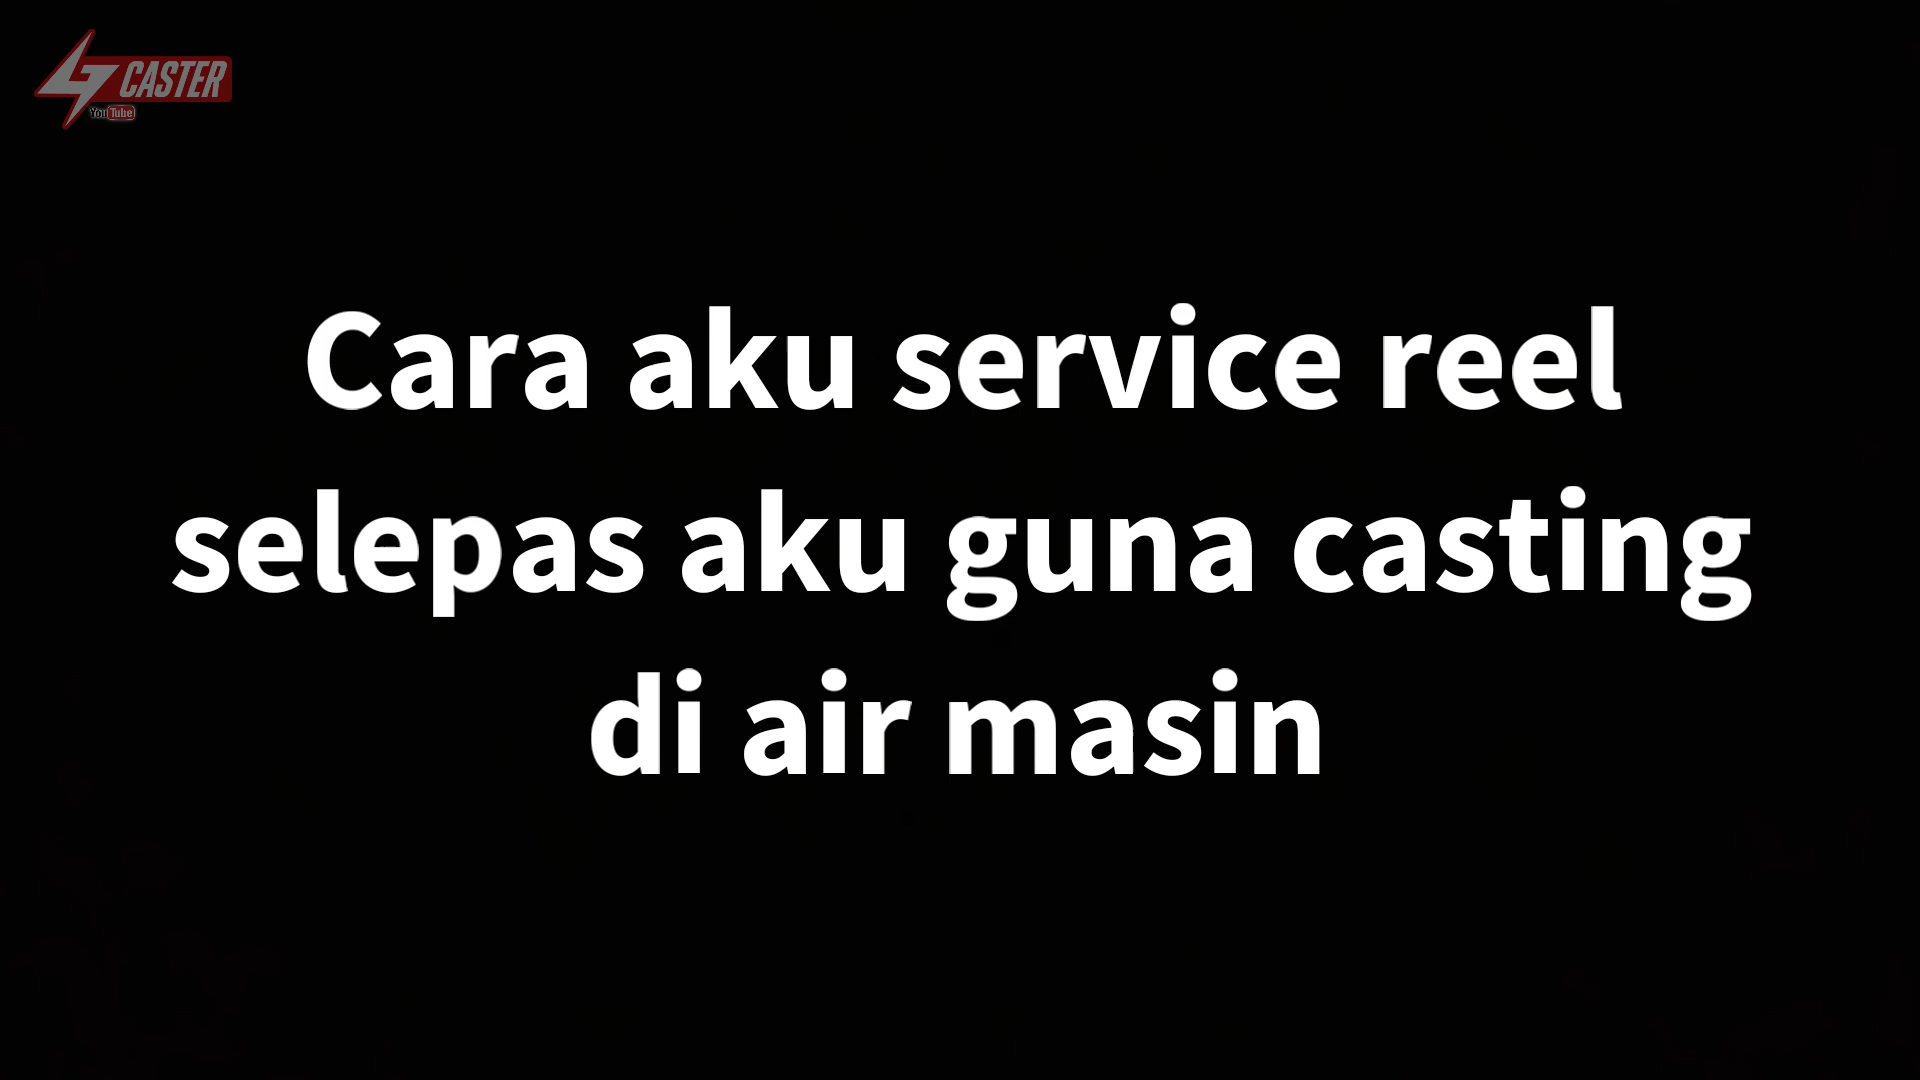 CASTER
YouTube
Cara aku service reel
selepas aku guna casting
di air masin